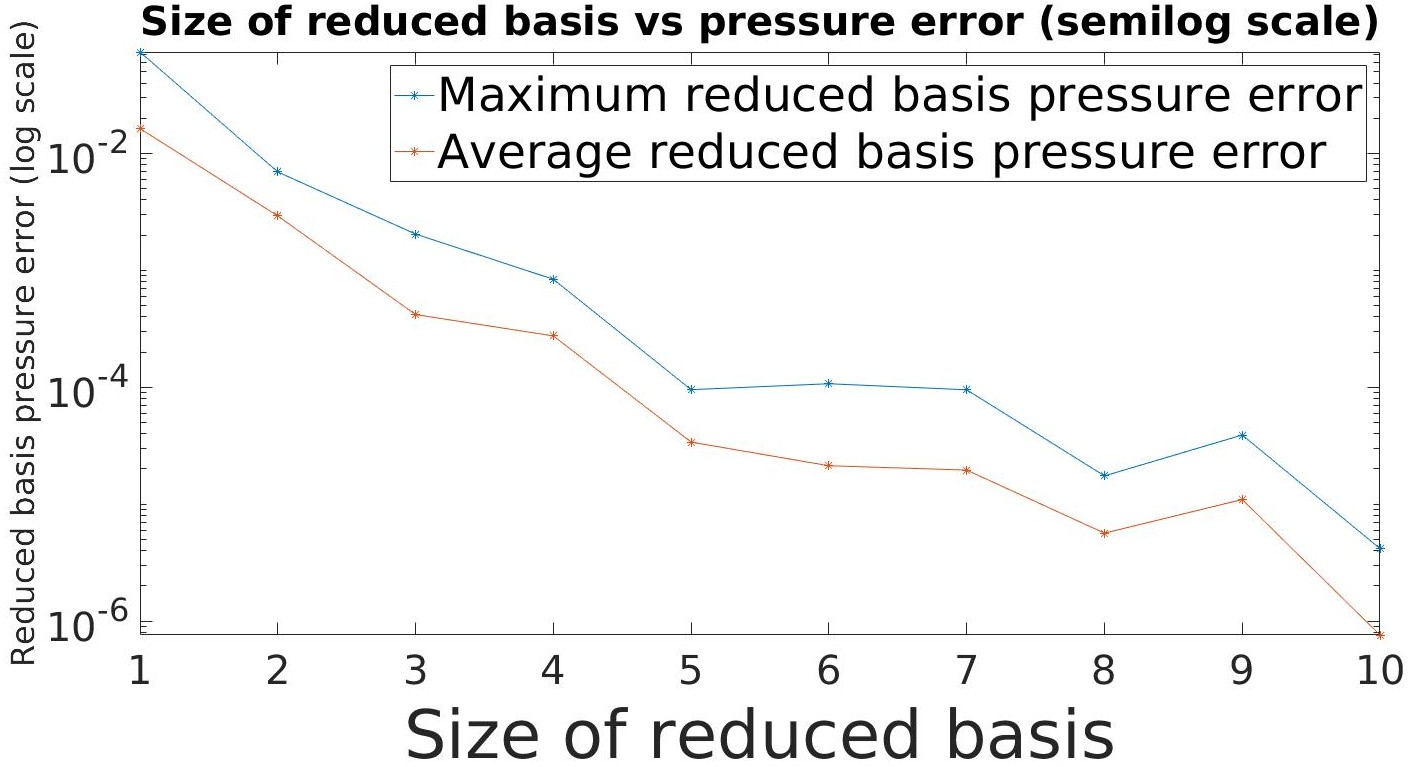 Size of reduced basis vs pressure error (semilog scale)
Maximum reduced basis pressure error
Average reduced basis pressure error
Reduced basis pressure error (log scale)
10^-2
10^-4
10^-6
1 2 3 4 5 6 7 8 9 10
Size of reduced basis